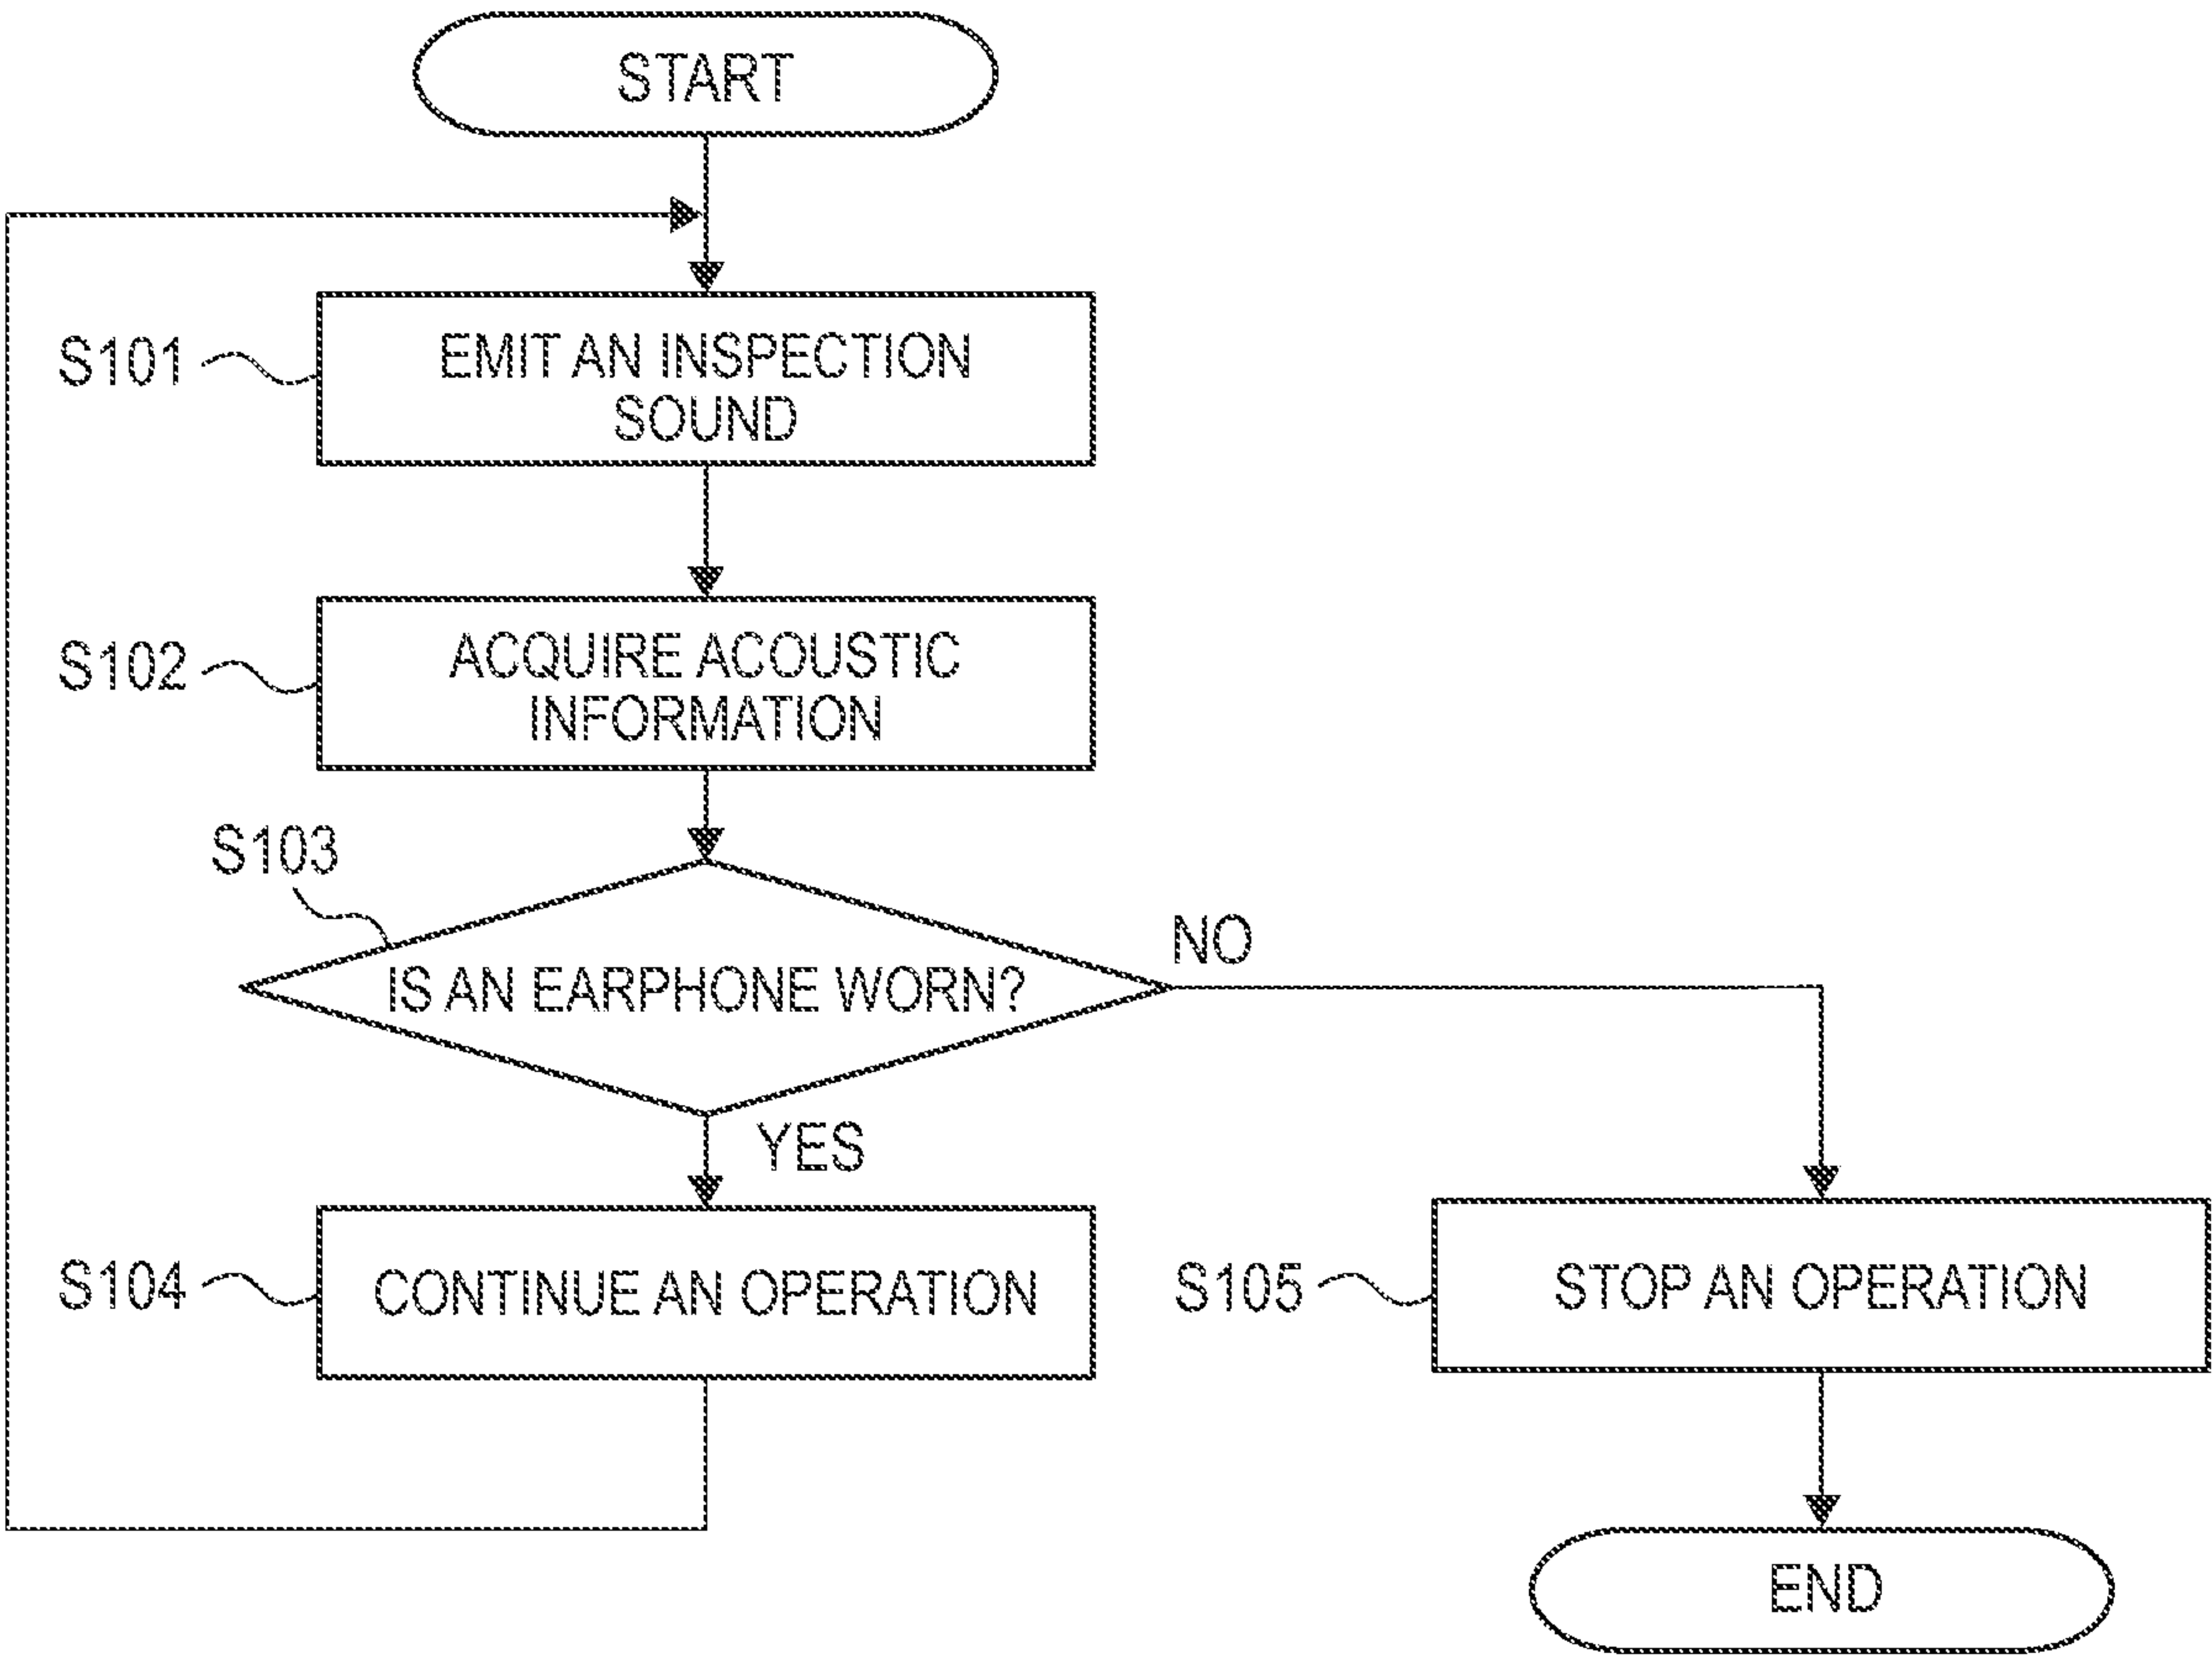 START
S101
EMIT AN INSPECTION
SOUND
S102
ACQUIRE ACOUSTIC
INFORMATION
S103
IS AN EARPHONE WORN?
NO
YES
S104
CONTINUE AN OPERATION
S105
STOP AN OPERATION
END